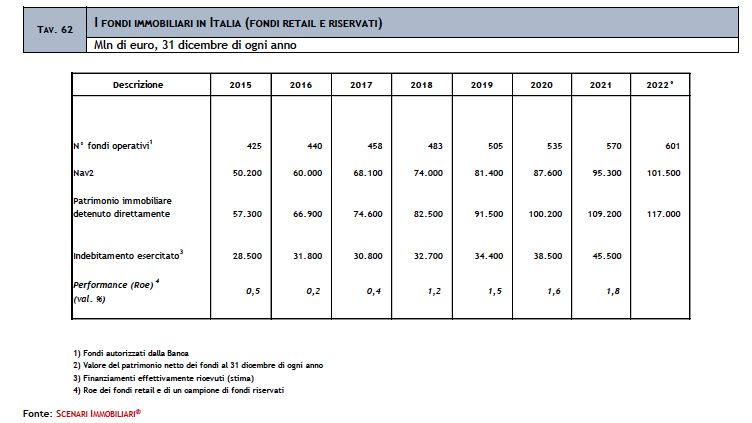 TAV. 62
I FONDI IMMOBILIARI IN ITALIA (FONDI RETAIL E RISERVATI)
Mln di euro, 31 dicembre di ogni anno
Descrizione 2015 2016 2017 2018 2019 2020 2021 2022°
N° fondi operativi¹ 425 440 458 483 505 535 570 601
Nav2 50.200 60.000 68.100 74.000 81.400 87.600 95.300 101.500
Patrimonio immobiliare
detenuto direttamente 57.300 66.900 74.600 82.500 91.500 100.200 109.200 117.000
Indebitamento esercitato³ 28.500 31.800 30.800 32.700 34.400 38.500 45.500
Performance (Roe) ⁴
(val. %) 0,5 0,2 0,4 1,2 1,5 1,6 1,8
1) Fondi autorizzati dalla Banca
2) Valore del patrimonio netto dei fondi al 31 dicembre di ogni anno
3) Finanziamenti effettivamente ricevuti (stima)
4) Roe dei fondi retail e di un campione di fondi riservati
Fonte: SCENARI IMMOBILIARI®